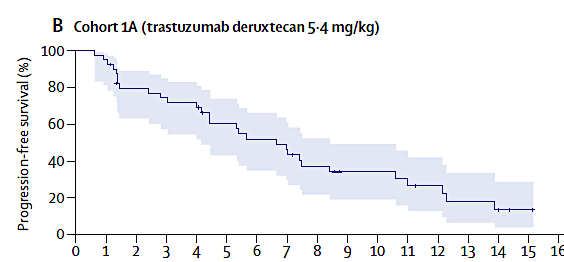 B Cohort 1A (trastuzumab deruxtecan 5·4 mg/kg)
Progression-free survival (%)
100
80
60
40
20
0
0 1 2 3 4 5 6 7 8 9 10 11 12 13 14 15 16